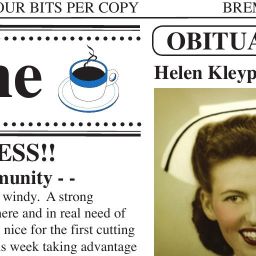 OUR BITS PER COPY
BREM
ne
OBITUA
Helen Kleyp
ESS!!
munity - -
windy. A strong
here and in real need of
nice for the first cutting
is week taking advantage